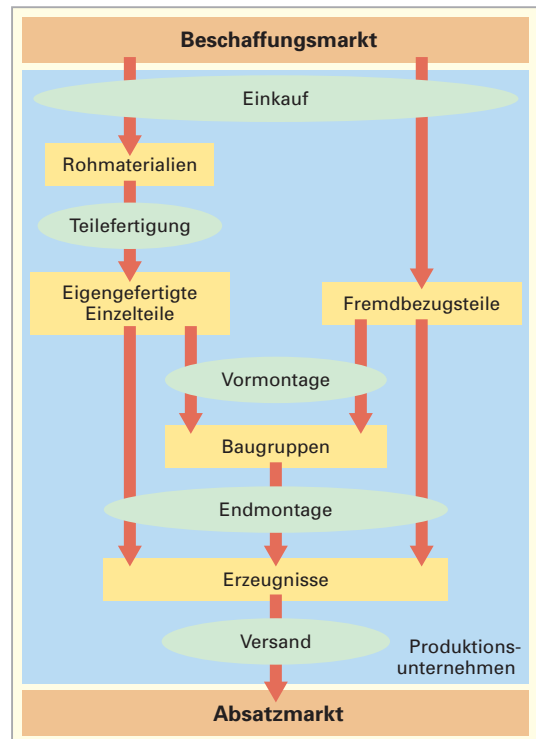 Beschaffungsmarkt
Einkauf
Rohmaterialien
Teilefertigung
Eigengefertigte
Einzelteile
Fremdbezugsteile
Vormontage
Baugruppen
Endmontage
Erzeugnisse
Versand
Produktions-
unternehmen
Absatzmarkt